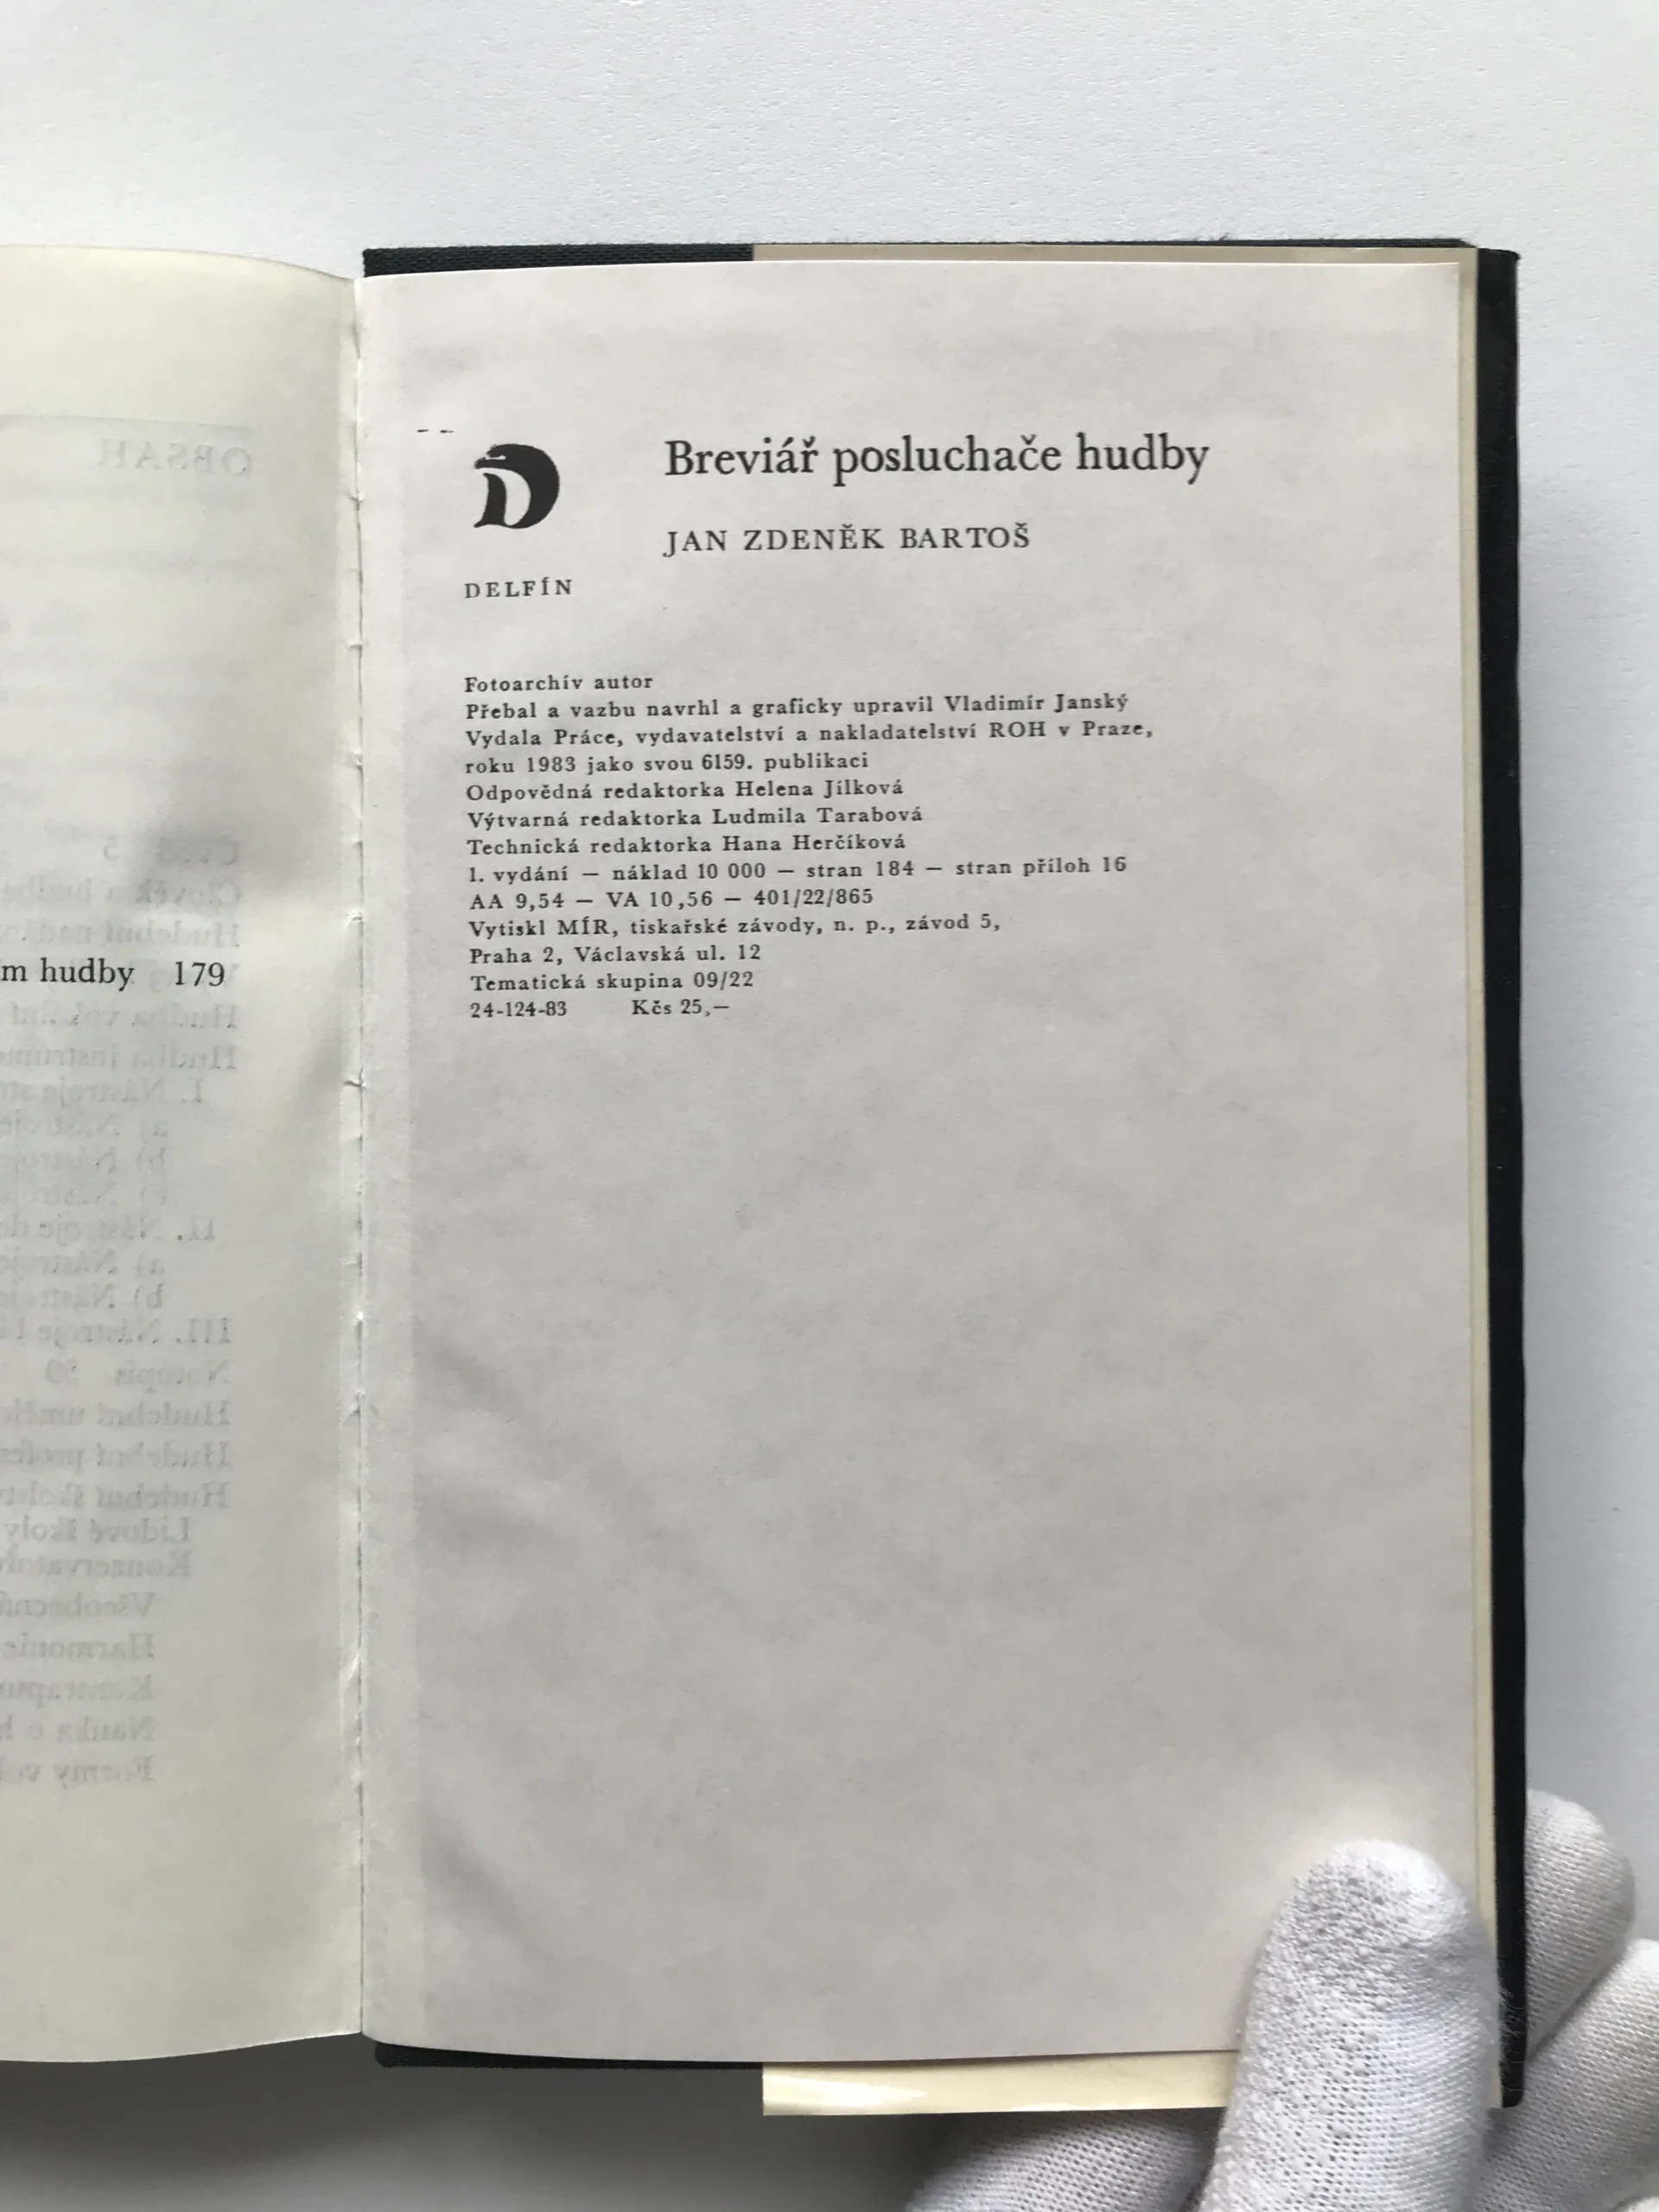 m hudby 179
OBSAH
Breviář posluchače hudby
JAN ZDENĚK BARTOŠ
DELFÍN
Fotoarchív autor
Přebal a vazbu navrhl a graficky upravil Vladimír Janský
Vydala Práce, vydavatelství a nakladatelství ROH v Praze,
roku 1983 jako svou 6159. publikaci
Odpovědná redaktorka Helena Jílková
Výtvarná redaktorka Ludmila Tarabová
Technická redaktorka Hana Herčíková
1. vydání — náklad 10 000 — stran 184 — stran příloh 16
AA 9,54 — VA 10,56 — 401/22/865
Vytiskl MÍR, tiskařské závody, n. p., závod 5,
Praha 2, Václavská ul. 12
Tematická skupina 09/22
24-124-83 Kčs 25,—